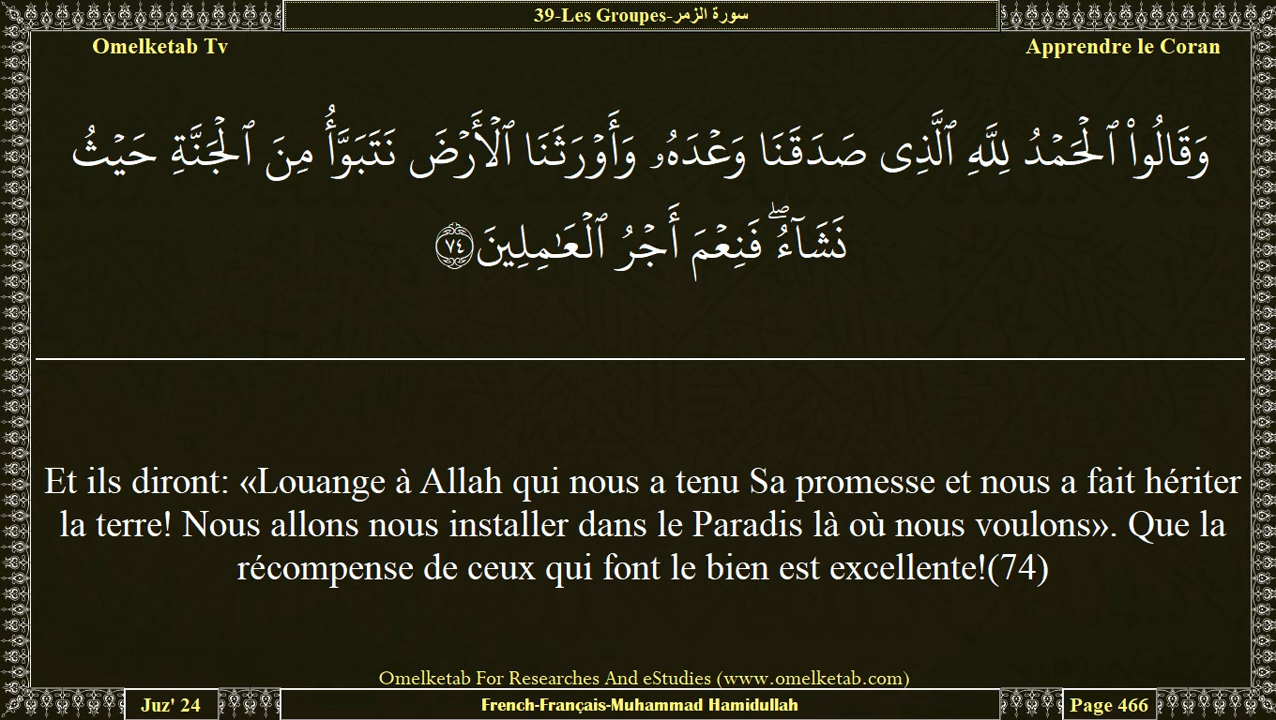 39-Les Groupes-سورة الزمر
Omelketab Tv
Apprendre le Coran
وَقَالُوا۟ ٱلْحَمْدُ لِلَّهِ ٱلَّذِى صَدَقَنَا وَعْدَهُۥ وَأَوْرَثَنَا ٱلْأَرْضَ نَتَبَوَّأُ مِنَ ٱلْجَنَّةِ حَيْثُ
نَشَآءُ ۖ فَنِعْمَ أَجْرُ ٱلْعَـٰمِلِينَ ٧٤
Et ils diront: «Louange à Allah qui nous a tenu Sa promesse et nous a fait hériter
la terre! Nous allons nous installer dans le Paradis là où nous voulons». Que la
récompense de ceux qui font le bien est excellente!(74)
Omelketab For Researches And eStudies (www.omelketab.com)
Juz' 24
French-Français-Muhammad Hamidullah
Page 466